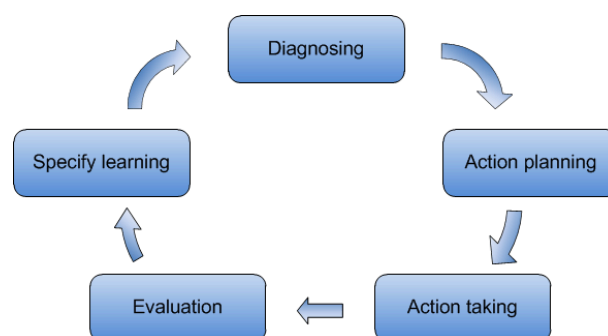 Diagnosing
Action planning
Action taking
Evaluation
Specify learning